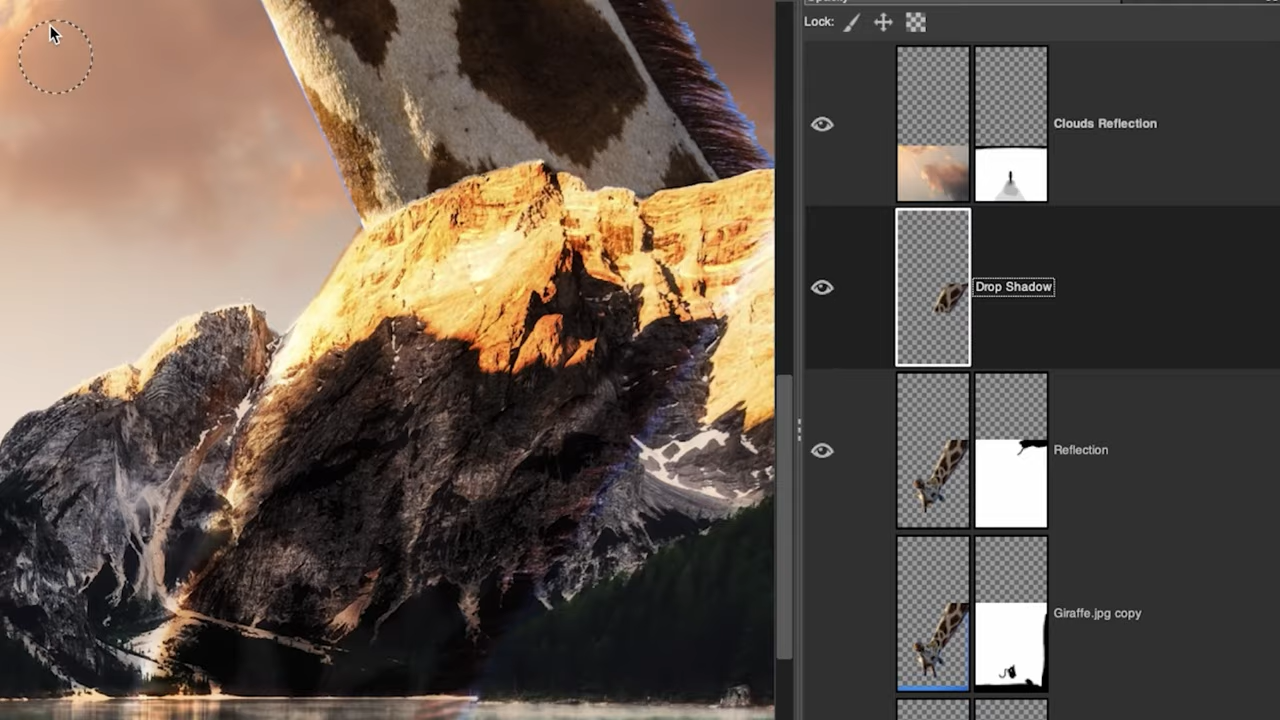 Lock:
Clouds Reflection
Drop Shadow
Reflection
Giraffe.jpg copy